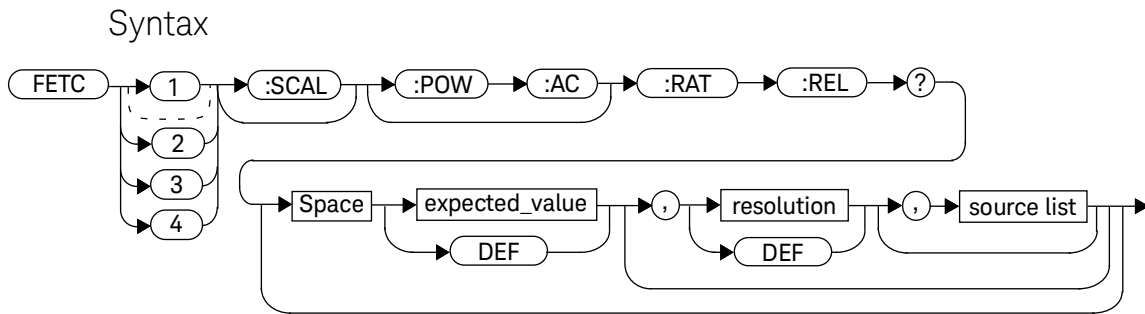 Syntax
FETC 1 :SCAL :POW :AC :RAT :REL ?
2
3
4
Space expected_value , resolution , source list
DEF DEF